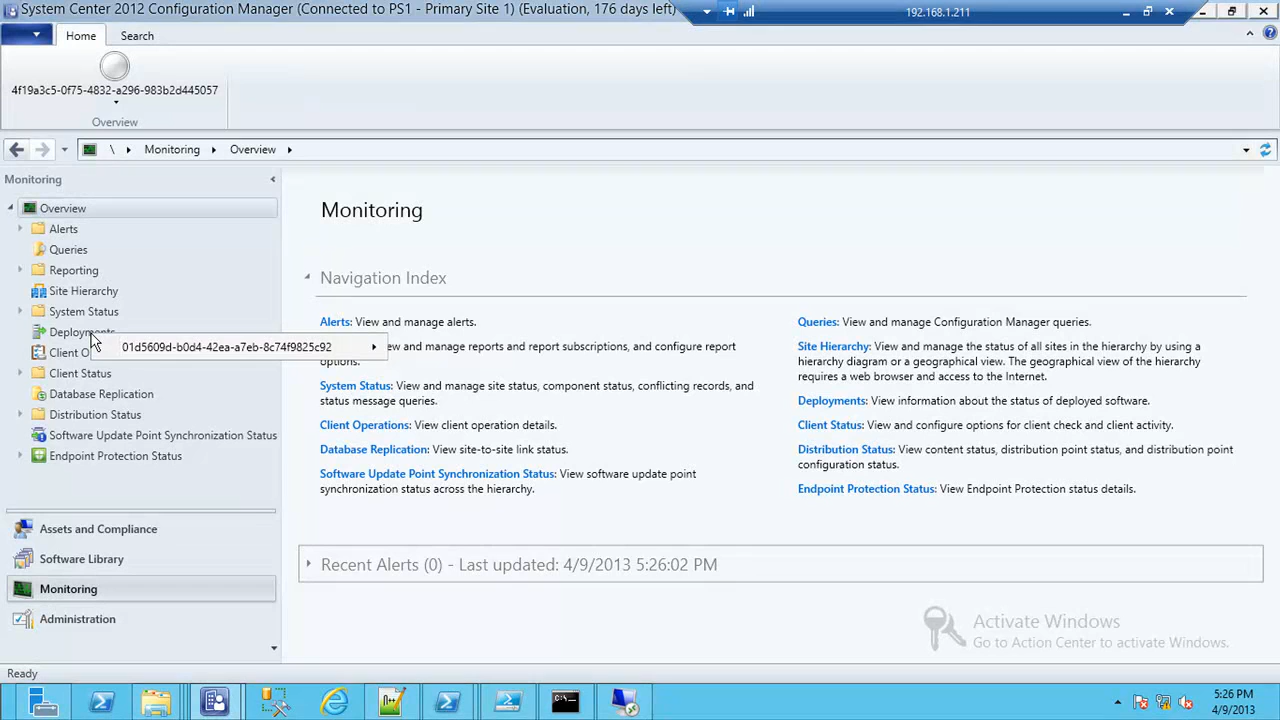 System Center 2012 Configuration Manager (Connected to PS1 - Primary Site 1) (Evaluation, 176 days left)
192.168.1.211
Home
Search
4f19a3c5-0f75-4832-a296-983b2d445057
Overview
\ Monitoring Overview
Monitoring
Overview
Alerts
Queries
Reporting
Site Hierarchy
System Status
Deployments
01d5609d-b0d4-42ea-a7eb-8c74f9825c92
Client O
Client Status
Database Replication
Distribution Status
Software Update Point Synchronization Status
Endpoint Protection Status
Assets and Compliance
Software Library
Monitoring
Administration
Monitoring
Navigation Index
Alerts: View and manage alerts.
ew and manage reports and report subscriptions, and configure report
options.
System Status: View and manage site status, component status, conflicting records, and
status message queries.
Client Operations: View client operation details.
Database Replication: View site-to-site link status.
Software Update Point Synchronization Status: View software update point
synchronization status across the hierarchy.
Queries: View and manage Configuration Manager queries.
Site Hierarchy: View and manage the status of all sites in the hierarchy by using a
hierarchy diagram or a geographical view. The geographical view of the hierarchy
requires a web browser and access to the Internet.
Deployments: View information about the status of deployed software.
Client Status: View and configure options for client check and client activity.
Distribution Status: View content status, distribution point status, and distribution point
configuration status.
Endpoint Protection Status: View Endpoint Protection status details.
Recent Alerts (0) - Last updated: 4/9/2013 5:26:02 PM
Activate Windows
Go to Action Center to activate Windows.
Ready
5:26 PM
4/9/2013